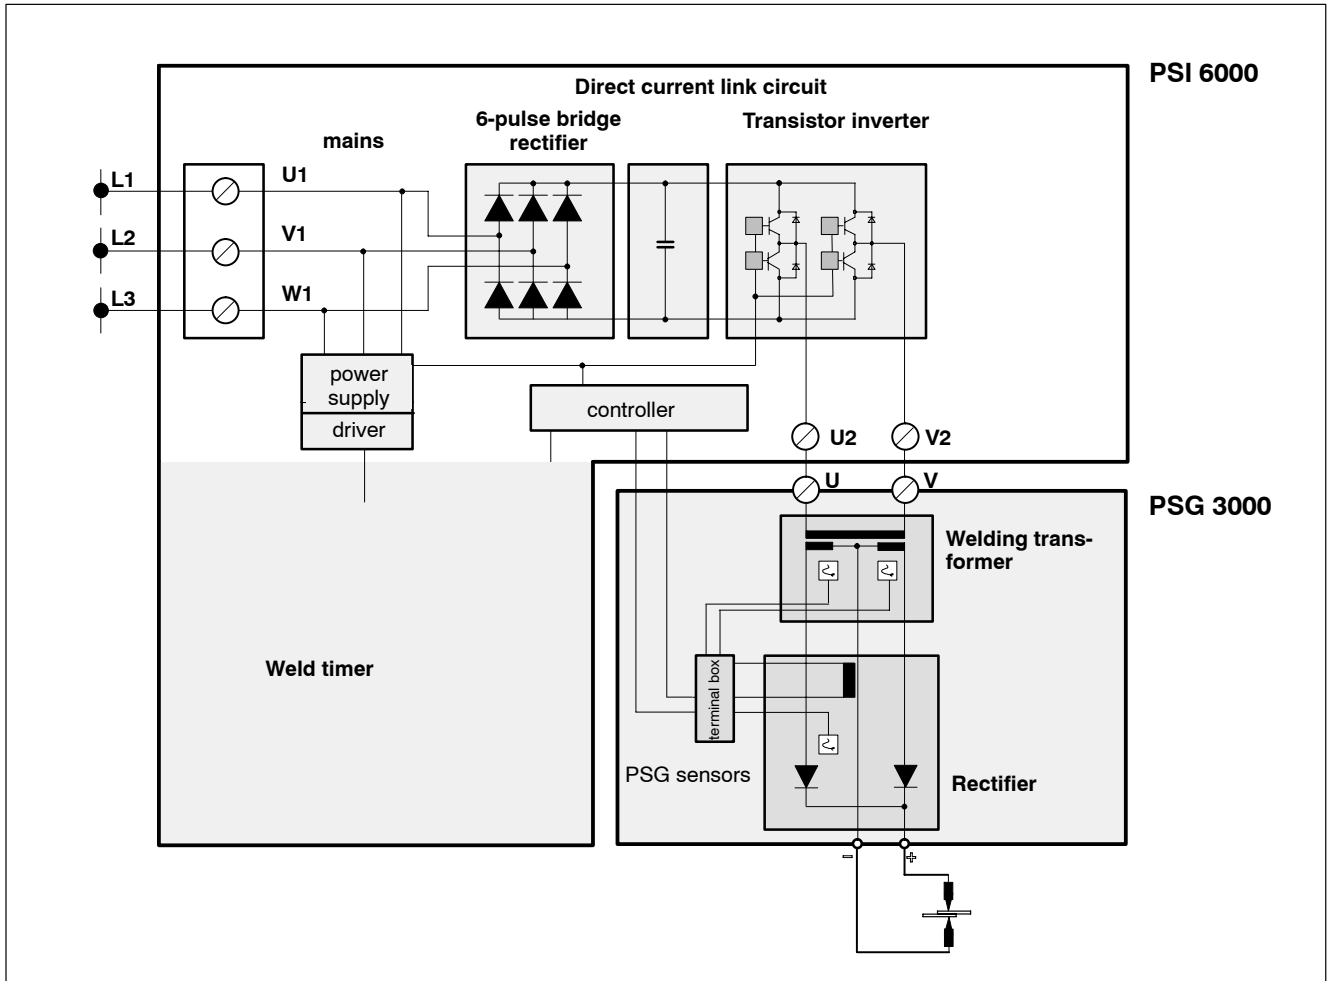 PSI 6000
Direct current link circuit
6-pulse bridge
rectifier
Transistor inverter
mains
L1
U1
L2
V1
L3
W1
power
supply
driver
controller
U2
V2
U
V
PSG 3000
Welding trans-
former
Weld timer
terminal box
PSG sensors
Rectifier
–
+